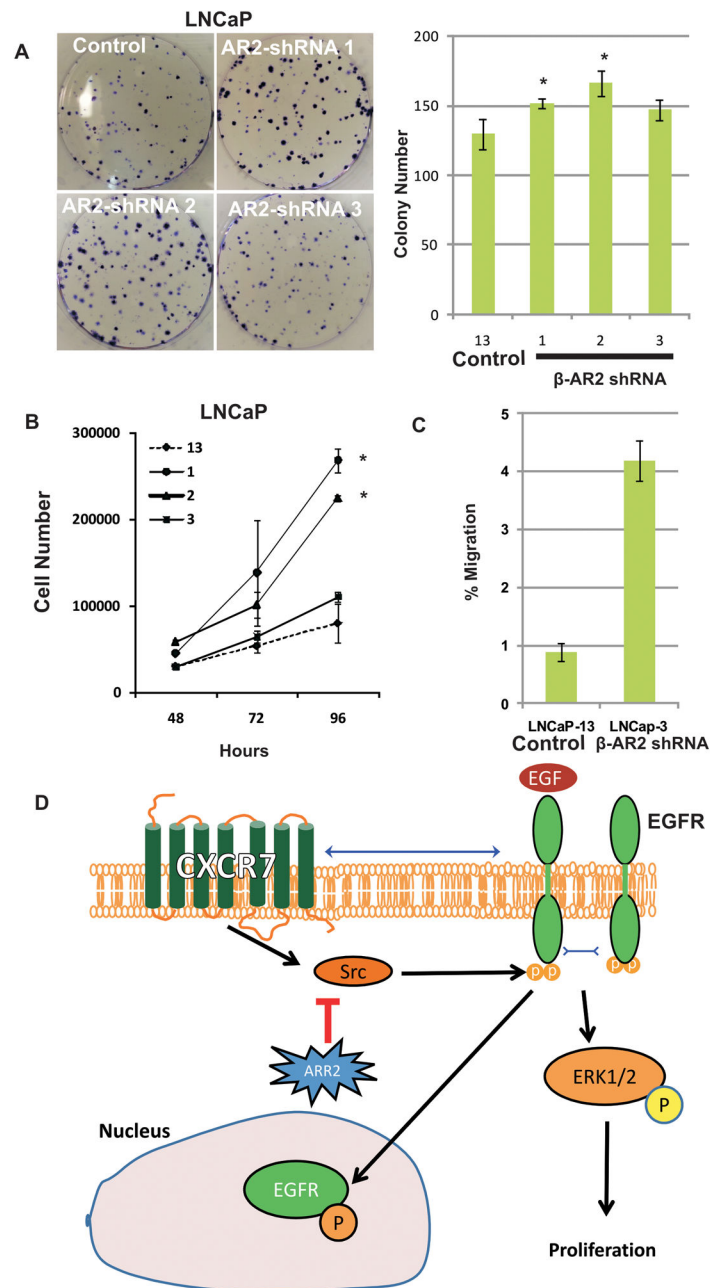 LNCaP
A
Control
AR2-shRNA 1
AR2-shRNA 2
AR2-shRNA 3
Colony Number
200
150
100
50
0
13
1
2
3
Control
β-AR2 shRNA
*
*
B
LNCaP
Cell Number
300000
200000
100000
0
13
1
2
3
*
*
48
72
96
Hours
C
% Migration
5
4
3
2
1
0
LNCaP-13
LNCap-3
Control
β-AR2 shRNA
D
EGF
EGFR
CXCR7
Src
P P
P P
ARR2
ERK1/2
P
Nucleus
EGFR
P
Proliferation